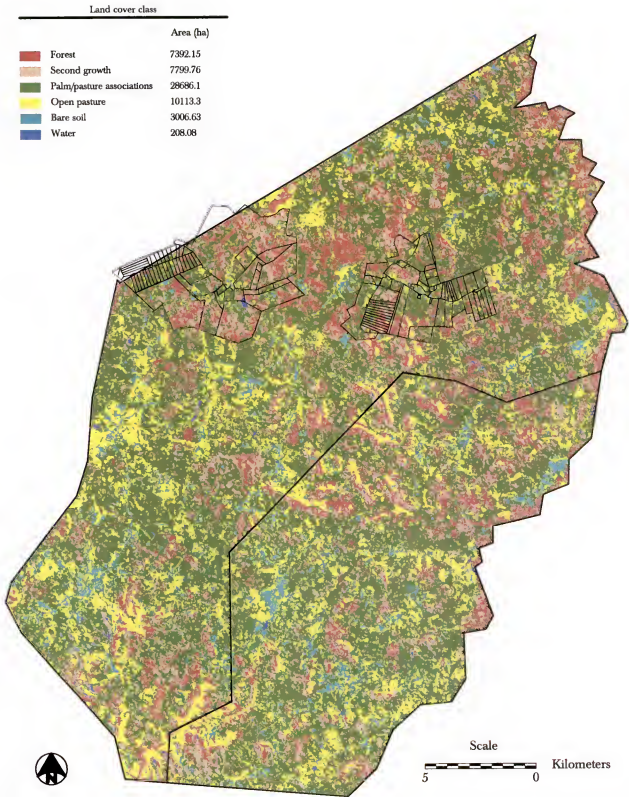 Land cover class
Area (ha)
Forest 7392.15
Second growth 7799.76
Palm/pasture associations 28686.1
Open pasture 10113.3
Bare soil 3006.63
Water 208.08
N
Scale
Kilometers
5 0